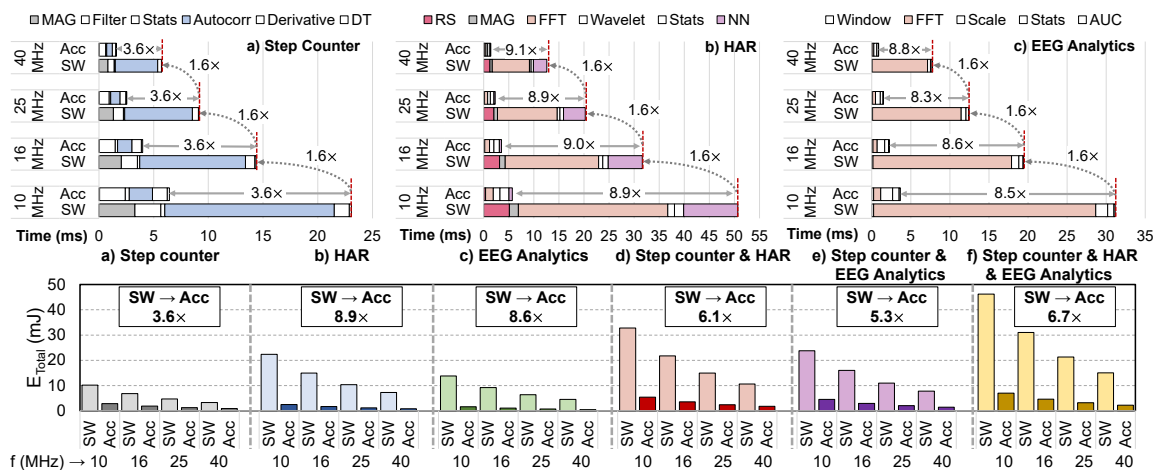 MAG Filter Stats Autocorr Derivative DT
a) Step Counter
40 MHz Acc 3.6×
SW
1.6×
25 MHz Acc 3.6×
SW
1.6×
16 MHz Acc 3.6×
SW
1.6×
10 MHz Acc 3.6×
SW
Time (ms) 0 5 10 15 20 25
RS MAG FFT Wavelet Stats NN
b) HAR
40 MHz Acc 9.1×
SW
1.6×
25 MHz Acc 8.9×
SW
1.6×
16 MHz Acc 9.0×
SW
1.6×
10 MHz Acc 8.9×
SW
Time (ms) 0 5 10 15 20 25 30 35 40 45 50 55
Window FFT Scale Stats AUC
c) EEG Analytics
40 MHz Acc 8.8×
SW
1.6×
25 MHz Acc 8.3×
SW
1.6×
16 MHz Acc 8.6×
SW
1.6×
10 MHz Acc 8.5×
SW
Time (ms) 0 5 10 15 20 25 30 35
a) Step counter
SW → Acc
3.6×
b) HAR
SW → Acc
8.9×
c) EEG Analytics
SW → Acc
8.6×
d) Step counter & HAR
SW → Acc
6.1×
e) Step counter &
EEG Analytics
SW → Acc
5.3×
f) Step counter & HAR
& EEG Analytics
SW → Acc
6.7×
E Total (mJ)
50
40
30
20
10
0
SW Acc SW Acc SW Acc SW Acc SW Acc SW Acc SW Acc SW Acc SW Acc SW Acc SW Acc SW Acc SW Acc SW Acc SW Acc SW Acc SW Acc SW Acc SW Acc SW Acc SW Acc SW Acc SW Acc SW Acc
f (MHz) → 10 16 25 40 10 16 25 40 10 16 25 40 10 16 25 40 10 16 25 40 10 16 25 40